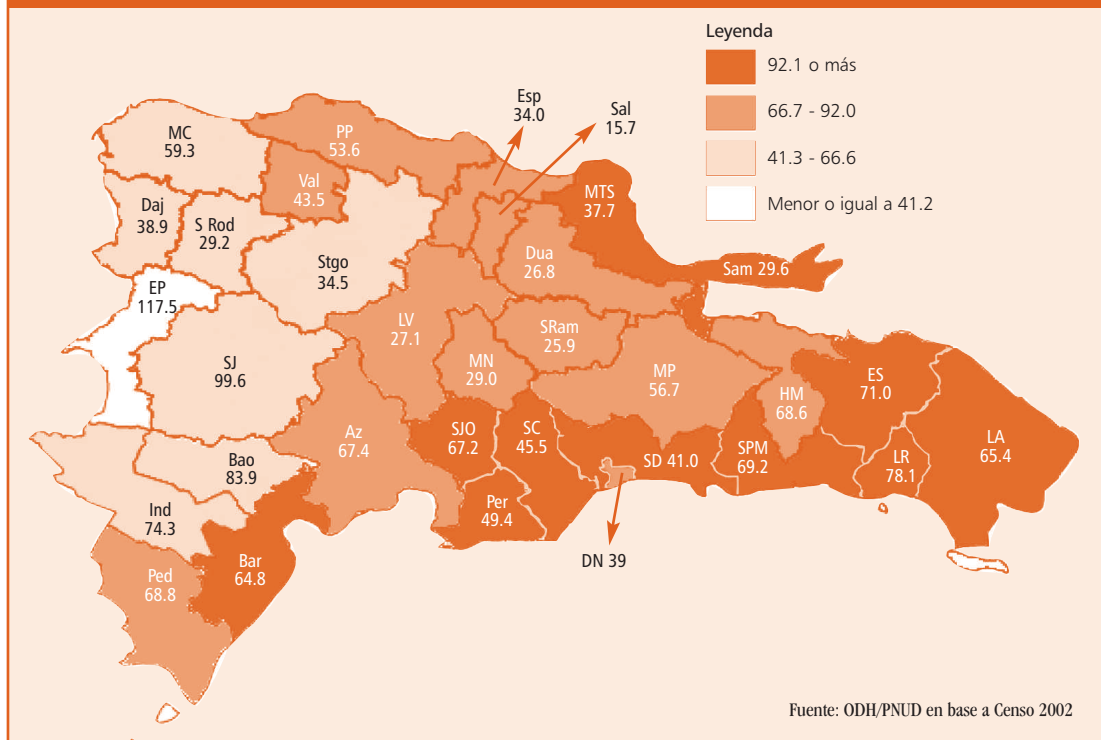 Leyenda
92.1 o más
66.7 - 92.0
41.3 - 66.6
Menor o igual a 41.2
Esp
34.0
Sal
15.7
MC
59.3
PP
53.6
Val
43.5
MTS
37.7
Daj
38.9
S Rod
29.2
Stgo
34.5
Dua
26.8
Sam 29.6
EP
117.5
LV
27.1
SRam
25.9
SJ
99.6
MN
29.0
MP
56.7
HM
68.6
ES
71.0
Az
67.4
SJO
67.2
SC
45.5
SD 41.0
SPM
69.2
LR
78.1
LA
65.4
Bao
83.9
Per
49.4
Ind
74.3
DN 39
Bar
64.8
Ped
68.8
Fuente: ODH/PNUD en base a Censo 2002